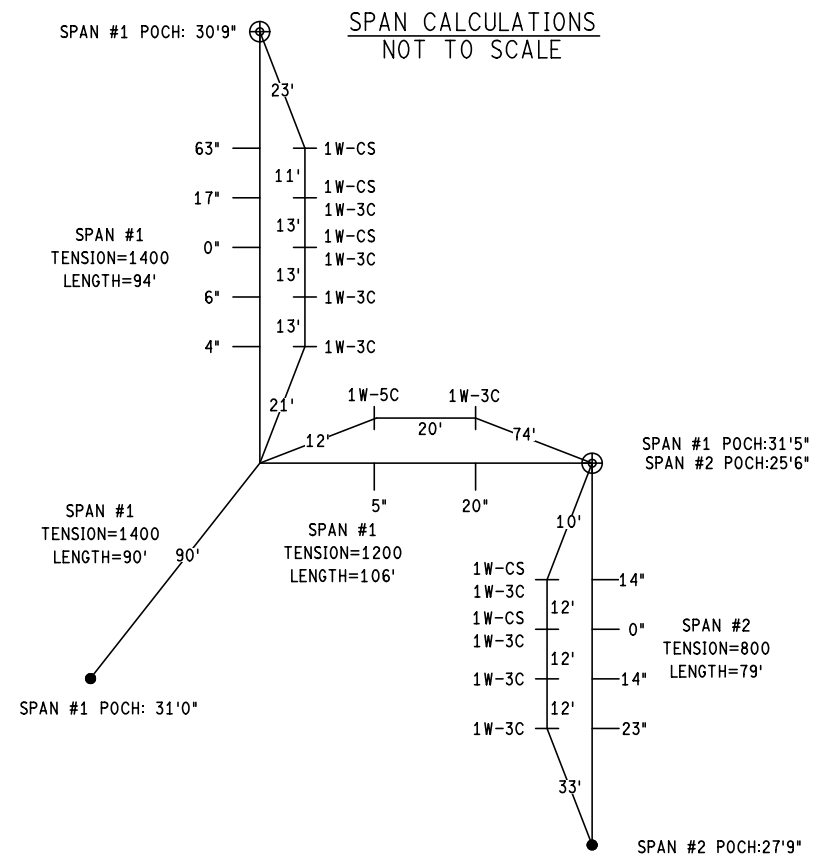 SPAN CALCULATIONS
NOT TO SCALE
SPAN #1 POCH: 30'9"
23'
63"
1W-CS
11'
17"
1W-CS
1W-3C
13'
0"
1W-CS
1W-3C
SPAN #1
TENSION=1400
LENGTH=94'
13'
6"
1W-3C
13'
4"
1W-3C
21'
1W-5C
1W-3C
12'
20'
74'
SPAN #1 POCH:31'5"
SPAN #2 POCH:25'6"
5"
20"
SPAN #1
TENSION=1200
LENGTH=106'
SPAN #1
TENSION=1400
LENGTH=90'
90'
SPAN #1 POCH: 31'0"
10'
1W-CS
1W-3C
14"
12'
1W-CS
1W-3C
0"
12'
1W-3C
14"
12'
1W-3C
23"
SPAN #2
TENSION=800
LENGTH=79'
33'
SPAN #2 POCH:27'9"